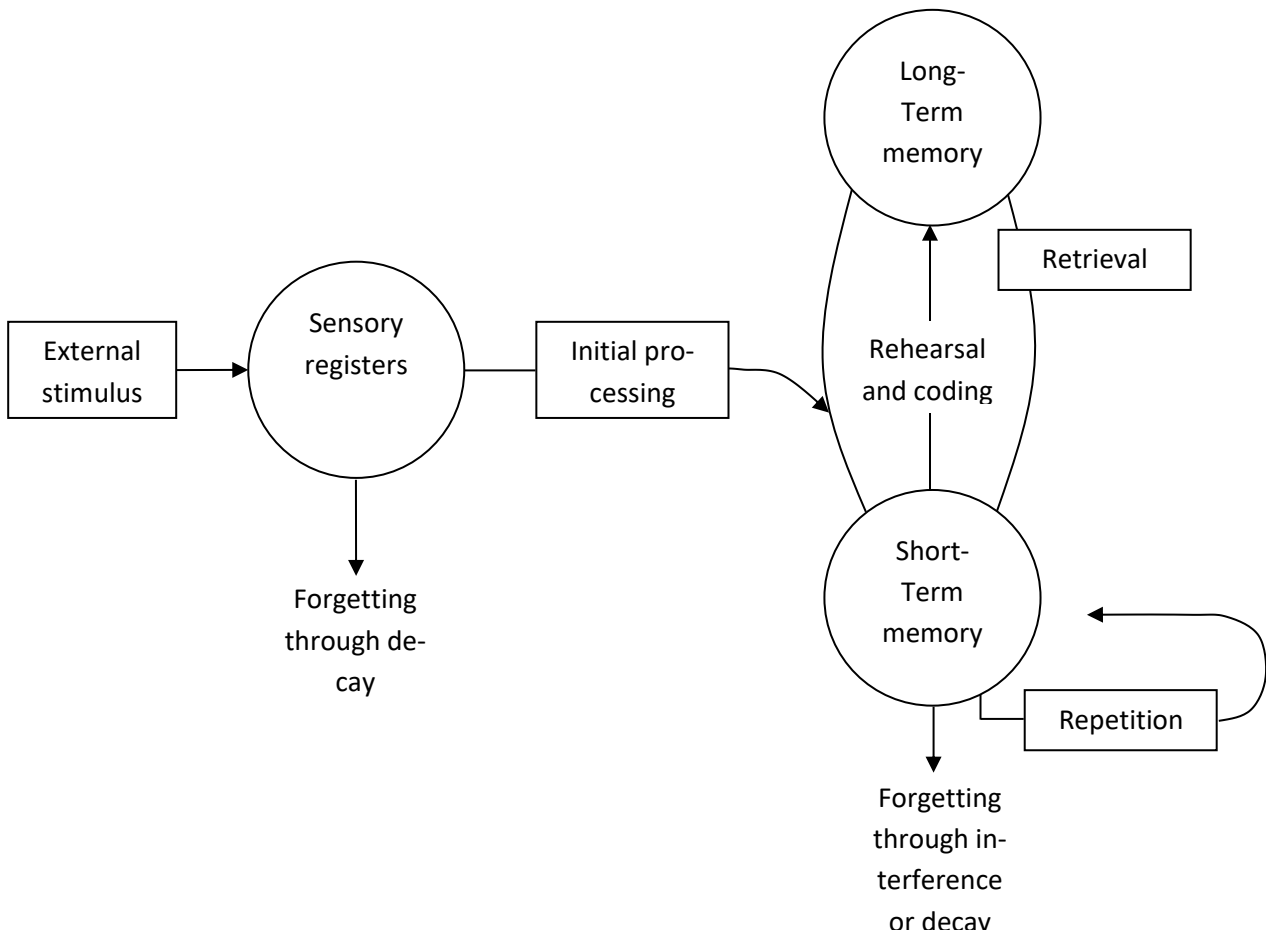 Long-
Term
memory
Retrieval
Sensory
registers
External
stimulus
Initial pro-
cessing
Rehearsal
and coding
Short-
Term
memory
Forgetting
through de-
cay
Repetition
Forgetting
through in-
terference
or decay